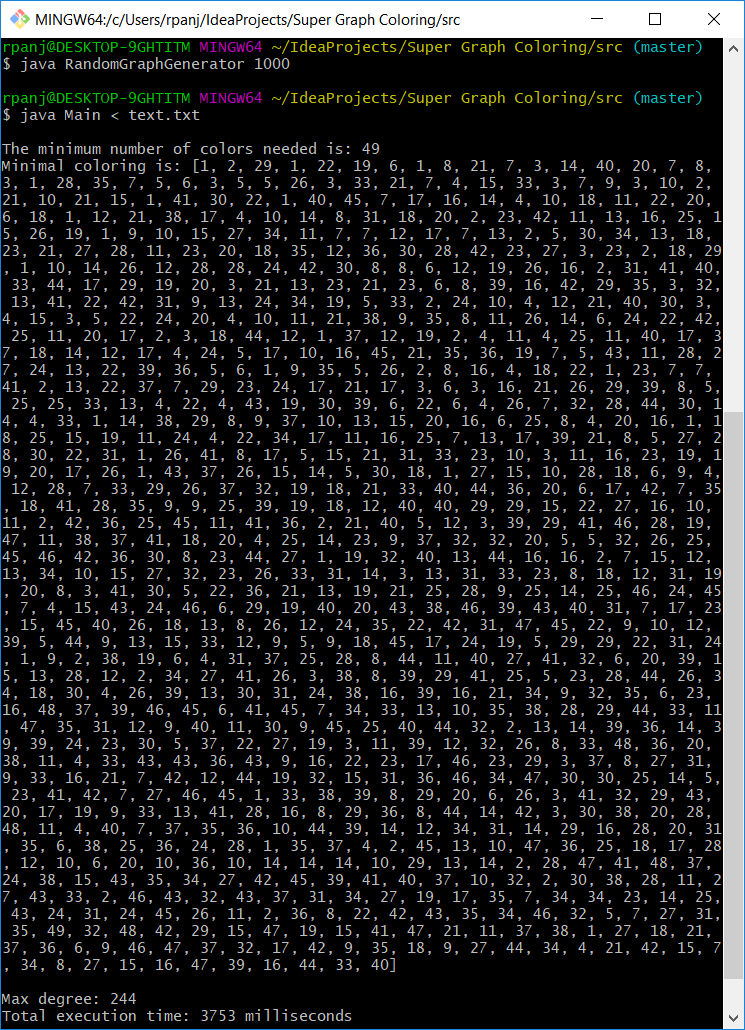 MINGW64:/c/Users/rpanj/IdeaProjects/Super Graph Coloring/src
rpanj@DESKTOP-9GHTITM MINGW64 ~/IdeaProjects/Super Graph Coloring/src (master)
$ java RandomGraphGenerator 1000
rpanj@DESKTOP-9GHTITM MINGW64 ~/IdeaProjects/Super Graph Coloring/src (master)
$ java Main < text.txt
The minimum number of colors needed is: 49
Minimal coloring is: [1, 2, 29, 1, 22, 19, 6, 1, 8, 21, 7, 3, 14, 40, 20, 7, 8,
3, 1, 28, 35, 7, 5, 6, 3, 5, 5, 26, 3, 33, 21, 7, 4, 15, 33, 3, 7, 9, 3, 10, 2,
21, 10, 21, 15, 1, 41, 30, 22, 1, 40, 45, 7, 17, 16, 14, 4, 10, 18, 11, 22, 20,
6, 18, 1, 12, 21, 38, 17, 4, 10, 14, 8, 31, 18, 20, 2, 23, 42, 11, 13, 16, 25, 1
5, 26, 19, 1, 9, 10, 15, 27, 34, 11, 7, 7, 12, 17, 7, 13, 2, 5, 30, 34, 13, 18,
23, 21, 27, 28, 11, 23, 20, 18, 35, 12, 36, 30, 28, 42, 23, 27, 3, 23, 2, 18, 29
, 1, 10, 14, 26, 12, 28, 28, 24, 42, 30, 8, 8, 6, 12, 19, 26, 16, 2, 31, 41, 40,
33, 44, 17, 29, 19, 20, 3, 21, 13, 23, 21, 23, 6, 8, 39, 16, 42, 29, 35, 3, 32,
13, 41, 22, 42, 31, 9, 13, 24, 34, 19, 5, 33, 2, 24, 10, 4, 12, 21, 40, 30, 3,
4, 15, 3, 5, 22, 24, 20, 4, 10, 11, 21, 38, 9, 35, 8, 11, 26, 14, 6, 24, 22, 42,
25, 11, 20, 17, 2, 3, 18, 44, 12, 1, 37, 12, 19, 2, 4, 11, 4, 25, 11, 40, 17, 3
7, 18, 14, 12, 17, 4, 24, 5, 17, 10, 16, 45, 21, 35, 36, 19, 7, 5, 43, 11, 28, 2
7, 24, 13, 22, 39, 36, 5, 6, 1, 9, 35, 5, 26, 2, 8, 16, 4, 18, 22, 1, 23, 7, 7,
41, 2, 13, 22, 37, 7, 29, 23, 24, 17, 21, 17, 3, 6, 3, 16, 21, 26, 29, 39, 8, 5,
25, 25, 33, 13, 4, 22, 4, 43, 19, 30, 39, 6, 22, 6, 4, 26, 7, 32, 28, 44, 30, 1
4, 4, 33, 1, 14, 38, 29, 8, 9, 37, 10, 13, 15, 20, 16, 6, 25, 8, 4, 20, 16, 1, 1
8, 25, 15, 19, 11, 24, 4, 22, 34, 17, 11, 16, 25, 7, 13, 17, 39, 21, 8, 5, 27, 2
8, 30, 22, 31, 1, 26, 41, 8, 17, 5, 15, 21, 31, 33, 23, 10, 3, 11, 16, 23, 19, 1
9, 20, 17, 26, 1, 43, 37, 26, 15, 14, 5, 30, 18, 1, 27, 15, 10, 28, 18, 6, 9, 4,
12, 28, 7, 33, 29, 26, 37, 32, 19, 18, 21, 33, 40, 44, 36, 20, 6, 17, 42, 7, 35
, 18, 41, 28, 35, 9, 9, 25, 39, 19, 18, 12, 40, 40, 29, 29, 15, 22, 27, 16, 10,
11, 2, 42, 36, 25, 45, 11, 41, 36, 2, 21, 40, 5, 12, 3, 39, 29, 41, 46, 28, 19,
47, 11, 38, 37, 41, 18, 20, 4, 25, 14, 23, 9, 37, 32, 32, 20, 5, 5, 32, 26, 25,
45, 46, 42, 36, 30, 8, 23, 44, 27, 1, 19, 32, 40, 13, 44, 16, 16, 2, 7, 15, 12,
13, 34, 10, 15, 27, 32, 23, 26, 33, 31, 14, 3, 13, 31, 33, 23, 8, 18, 12, 31, 19
, 20, 8, 3, 41, 30, 5, 22, 36, 21, 13, 19, 21, 25, 28, 9, 25, 14, 25, 46, 24, 45
, 7, 4, 15, 43, 24, 46, 6, 29, 19, 40, 20, 43, 38, 46, 39, 43, 40, 31, 7, 17, 23
, 15, 45, 40, 26, 18, 13, 8, 26, 12, 24, 35, 22, 42, 31, 47, 45, 22, 9, 10, 12,
39, 5, 44, 9, 13, 15, 33, 12, 9, 5, 9, 18, 45, 17, 24, 19, 5, 29, 29, 22, 31, 24
, 1, 9, 2, 38, 19, 6, 4, 31, 37, 25, 28, 8, 44, 11, 40, 27, 41, 32, 6, 20, 39, 1
5, 13, 28, 12, 2, 34, 27, 41, 26, 3, 38, 8, 39, 29, 41, 25, 5, 23, 28, 44, 26, 3
4, 18, 30, 4, 26, 39, 13, 30, 31, 24, 38, 16, 39, 16, 21, 34, 9, 32, 35, 6, 23,
16, 48, 37, 39, 46, 45, 6, 41, 45, 7, 34, 33, 13, 10, 35, 38, 28, 29, 44, 33, 11
, 47, 35, 31, 12, 9, 40, 11, 30, 9, 45, 25, 40, 44, 32, 2, 13, 14, 39, 36, 14, 3
9, 39, 24, 23, 30, 5, 37, 22, 27, 19, 3, 11, 39, 12, 32, 26, 8, 33, 48, 36, 20,
38, 11, 4, 33, 43, 43, 36, 43, 9, 16, 22, 23, 17, 46, 23, 29, 3, 37, 8, 27, 31,
9, 33, 16, 21, 7, 42, 12, 44, 19, 32, 15, 31, 36, 46, 34, 47, 30, 30, 25, 14, 5,
23, 41, 42, 7, 27, 46, 45, 1, 33, 38, 39, 8, 29, 20, 6, 26, 3, 41, 32, 29, 43,
20, 17, 19, 9, 33, 13, 41, 28, 16, 8, 29, 36, 8, 44, 14, 42, 3, 30, 38, 20, 28,
48, 11, 4, 40, 7, 37, 35, 36, 10, 44, 39, 14, 12, 34, 31, 14, 29, 16, 28, 20, 31
, 35, 6, 38, 25, 36, 24, 28, 1, 35, 37, 4, 2, 45, 13, 10, 47, 36, 25, 18, 17, 28
, 12, 10, 6, 20, 10, 36, 10, 14, 14, 14, 10, 29, 13, 14, 2, 28, 47, 41, 48, 37,
24, 38, 15, 43, 35, 34, 27, 42, 45, 39, 41, 40, 37, 10, 32, 2, 30, 38, 28, 11, 2
7, 43, 33, 2, 46, 43, 32, 43, 37, 31, 34, 27, 19, 17, 35, 7, 34, 34, 23, 14, 25,
43, 24, 31, 24, 45, 26, 11, 2, 36, 8, 22, 42, 43, 35, 34, 46, 32, 5, 7, 27, 31,
35, 49, 32, 48, 42, 29, 15, 47, 19, 15, 41, 47, 21, 11, 37, 38, 1, 27, 18, 21,
37, 36, 6, 9, 46, 47, 37, 32, 17, 42, 9, 35, 18, 9, 27, 44, 34, 4, 21, 42, 15, 7
, 34, 8, 27, 15, 16, 47, 39, 16, 44, 33, 40]
Max degree: 244
Total execution time: 3753 milliseconds